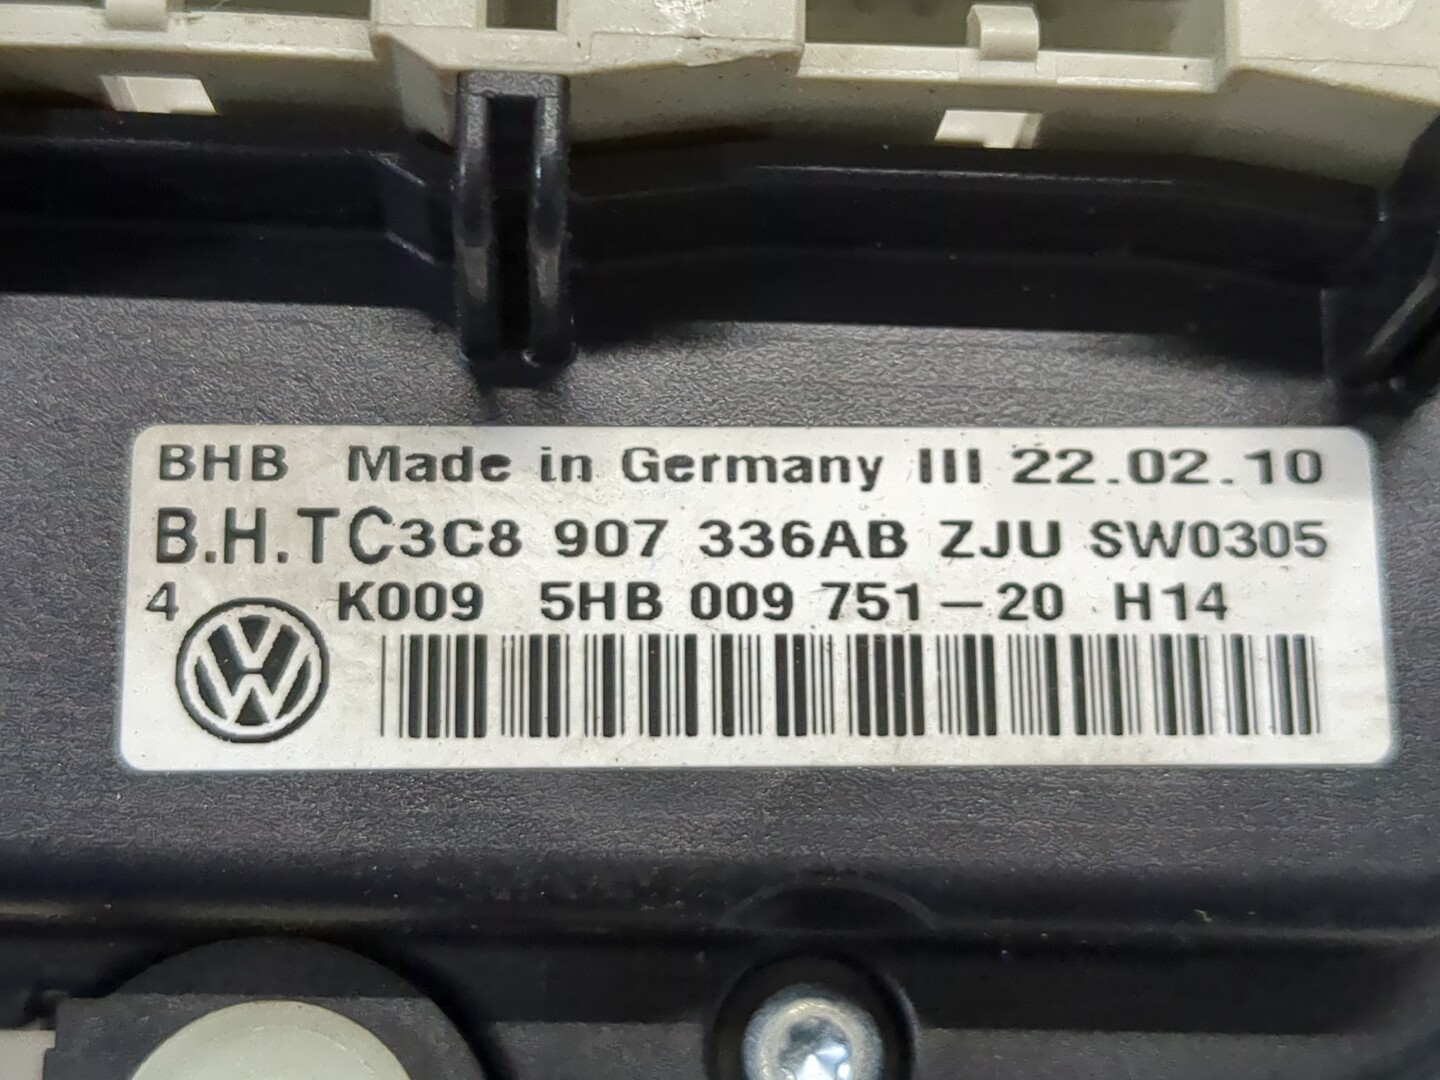 BHB Made in Germany III 22.02.10
B.H.TC3C8 907 336AB ZJU SW0305
4 K009 5HB 009 751-20 H14